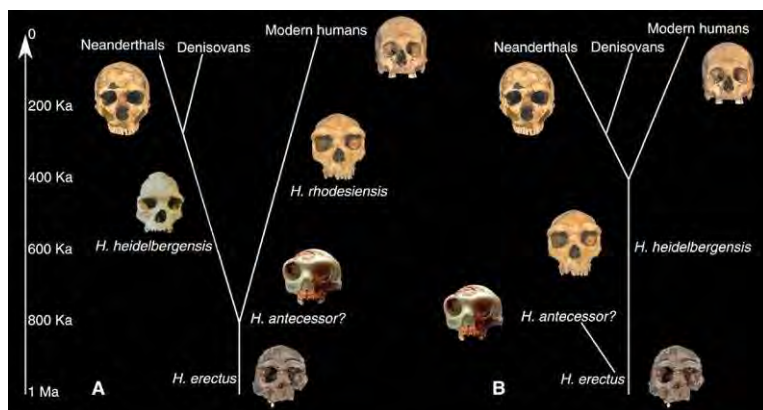 0
200 Ka
400 Ka
600 Ka
800 Ka
1 Ma
A
Neanderthals
Denisovans
Modern humans
H. rhodesiensis
H. heidelbergensis
H. antecessor?
H. erectus
B
Neanderthals
Denisovans
Modern humans
H. heidelbergensis
H. antecessor?
H. erectus